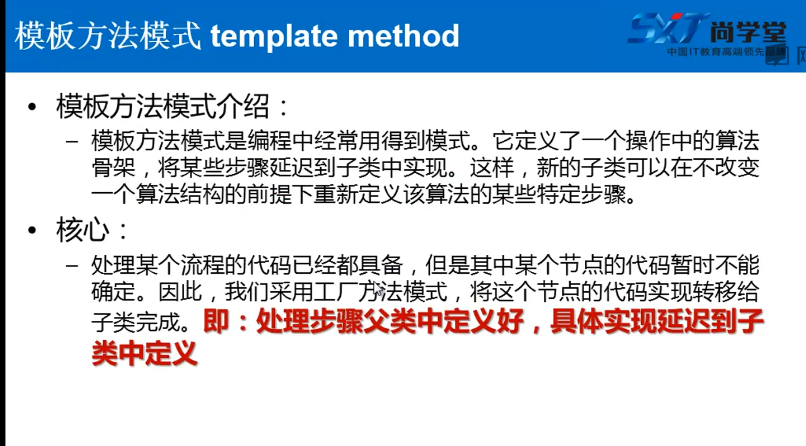 模板方法模式 template method
SXT 尚学堂
中国IT教育高端领先品牌
• 模板方法模式介绍：
– 模板方法模式是编程中经常用得到模式。它定义了一个操作中的算法
骨架，将某些步骤延迟到子类中实现。这样，新的子类可以在不改变
一个算法结构的前提下重新定义该算法的某些特定步骤。
• 核心：
– 处理某个流程的代码已经都具备，但是其中某个节点的代码暂时不能
确定。因此，我们采用工厂方法模式，将这个节点的代码实现转移给
子类完成。即：处理步骤父类中定义好，具体实现延迟到子
类中定义